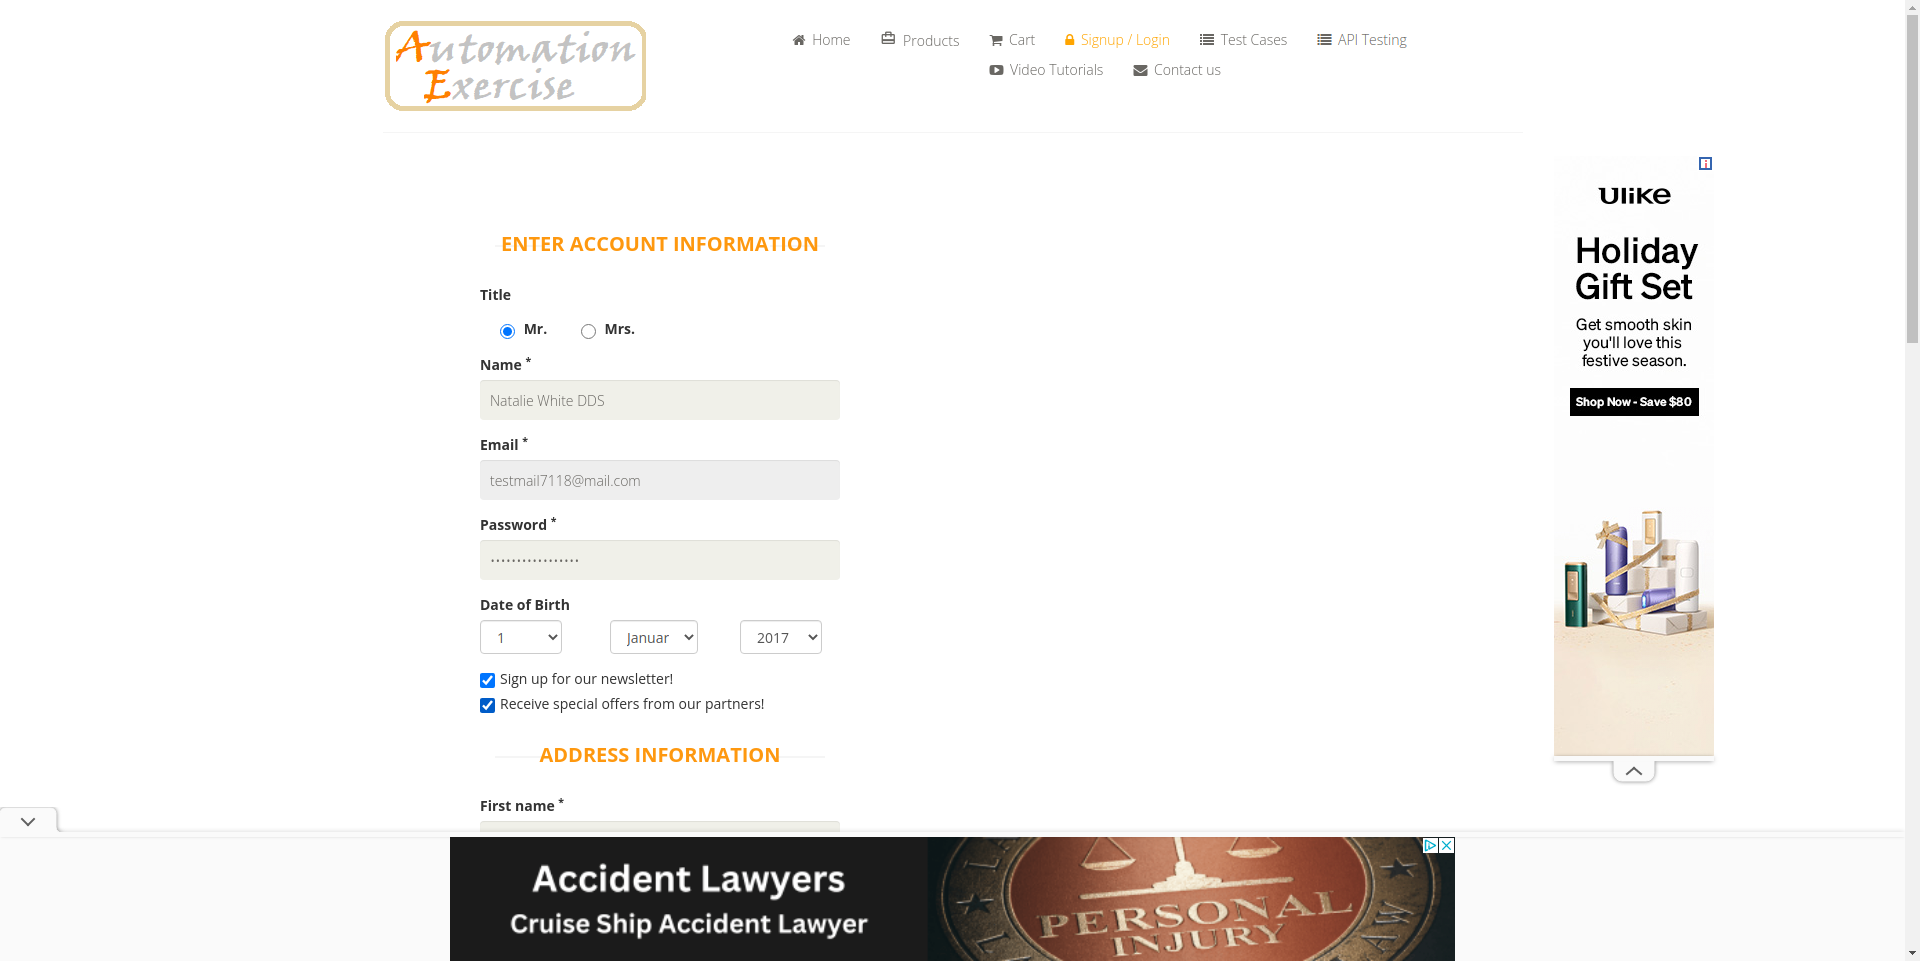 Automation
Exercise
Home
Products
Cart
Signup / Login
Test Cases
API Testing
Video Tutorials
Contact us
ENTER ACCOUNT INFORMATION
Title
Mr.
Mrs.
Name *
Natalie White DDS
Email *
testmail7118@mail.com
Password *
•••••••••••••••••
Date of Birth
1
Januar
2017
Sign up for our newsletter!
Receive special offers from our partners!
ADDRESS INFORMATION
First name *
Ulike
Holiday
Gift Set
Get smooth skin
you'll love this
festive season.
Shop Now - Save $80
Accident Lawyers
Cruise Ship Accident Lawyer
PERSONAL
INJURY
LAW